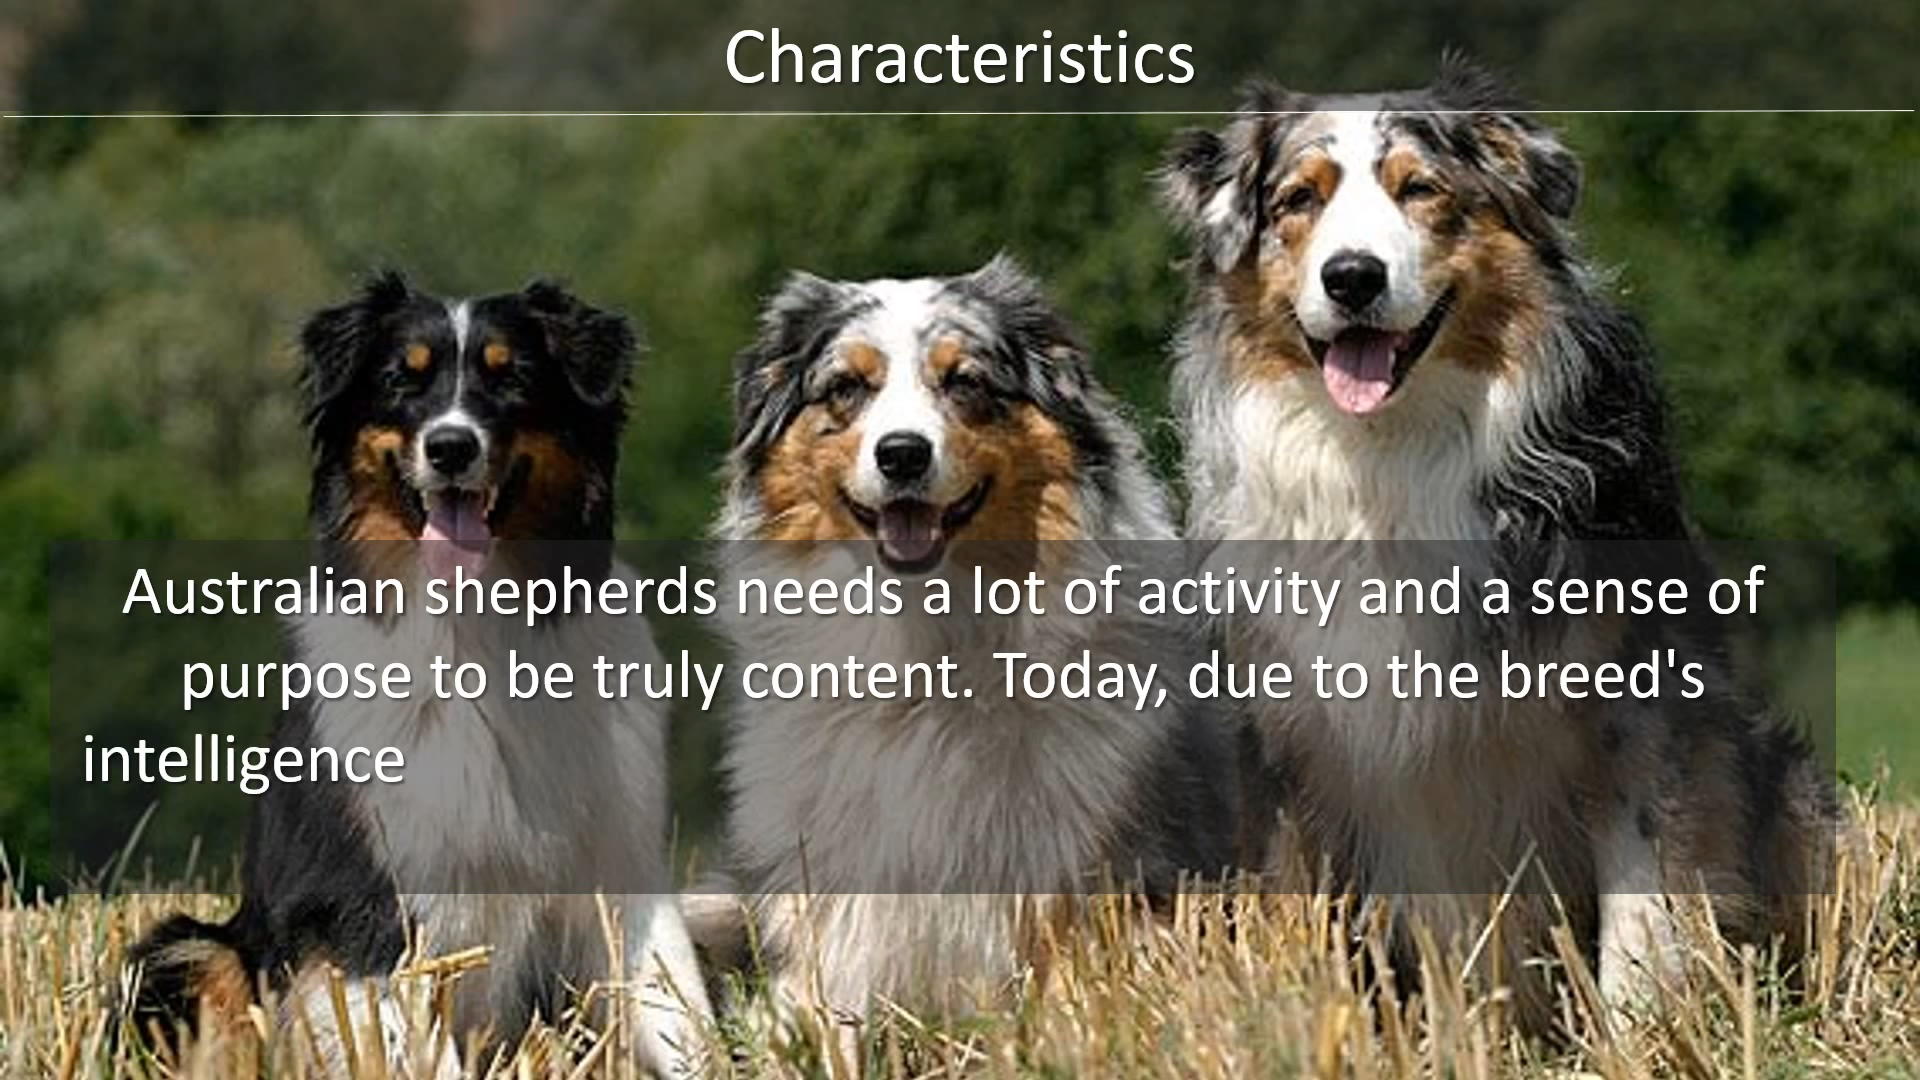 Characteristics
Australian shepherds needs a lot of activity and a sense of
purpose to be truly content. Today, due to the breed's
intelligence